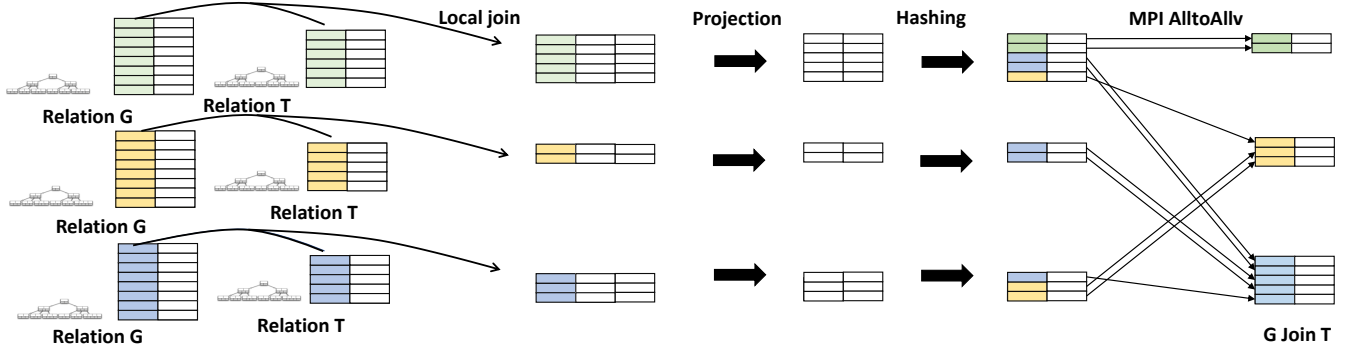 Local join
Projection
Hashing
MPI AlltoAllv
Relation G
Relation T
Relation G
Relation T
Relation G
Relation T
G Join T